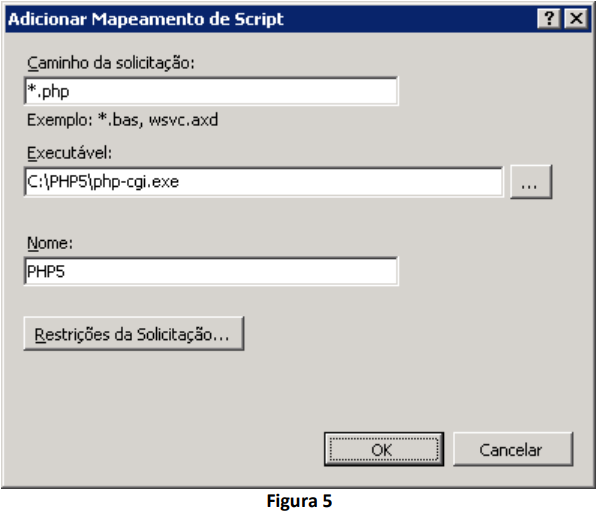 Adicionar Mapeamento de Script
Caminho da solicitação:
*.php
Exemplo: *.bas, wsvc.axd
Executável:
C:\PHP5\php-cgi.exe
...
Nome:
PHP5
Restrições da Solicitação...
OK
Cancelar
Figura 5